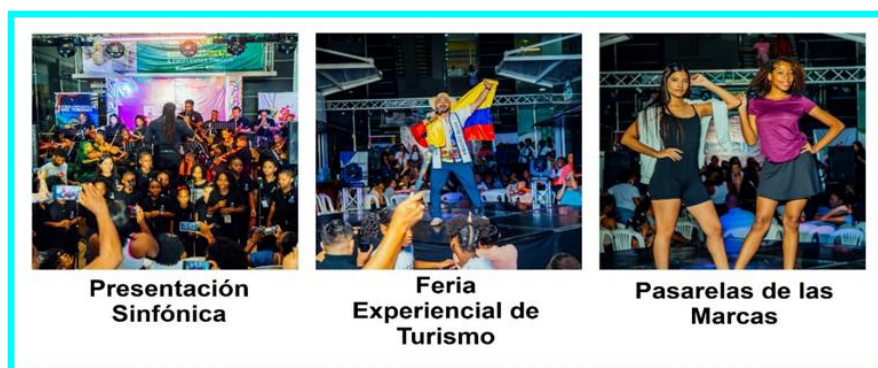 Presentación
Sinfónica
Feria
Experiencial de
Turismo
Pasarelas de las
Marcas